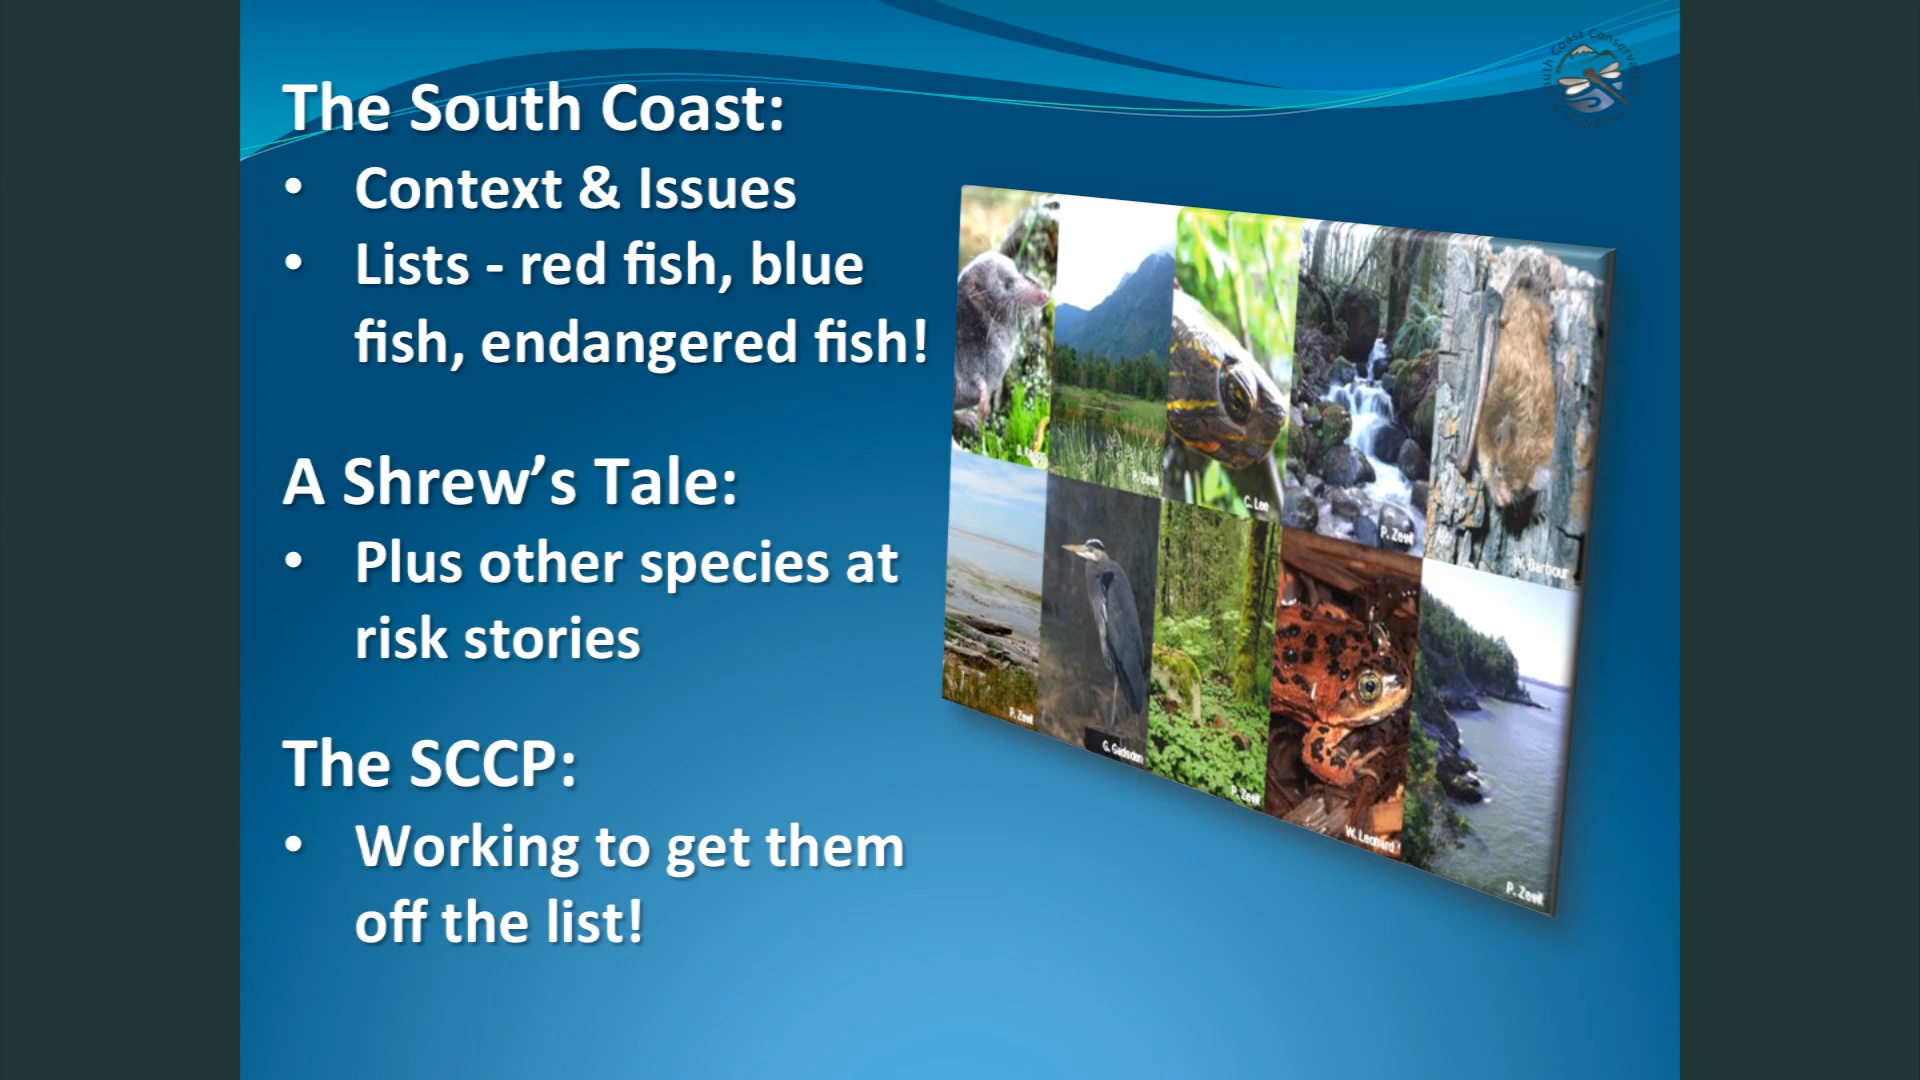 The South Coast:
• Context & Issues
• Lists - red fish, blue
fish, endangered fish!
A Shrew’s Tale:
• Plus other species at
risk stories
The SCCP:
• Working to get them
off the list!
South Coast
P. Zevit
C. Lee
P. Zevit
W. Barbour
P. Zevit
G. Gadsden
P. Zevit
W. Leonard
P. Zevit